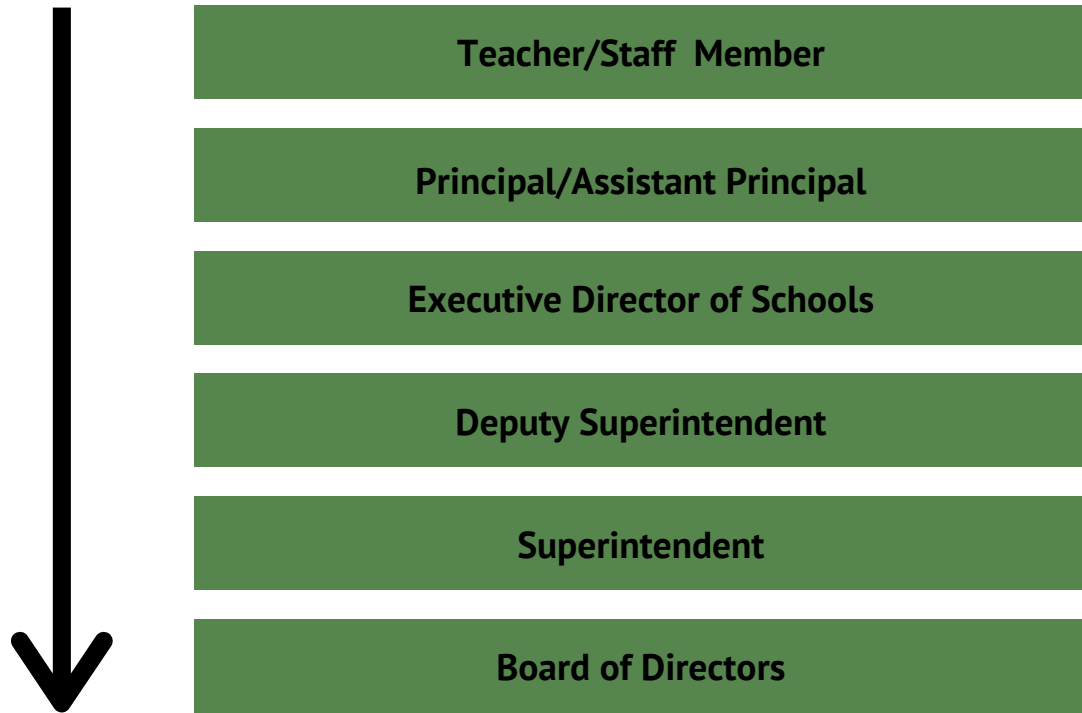 Teacher/Staff Member
Principal/Assistant Principal
Executive Director of Schools
Deputy Superintendent
Superintendent
Board of Directors